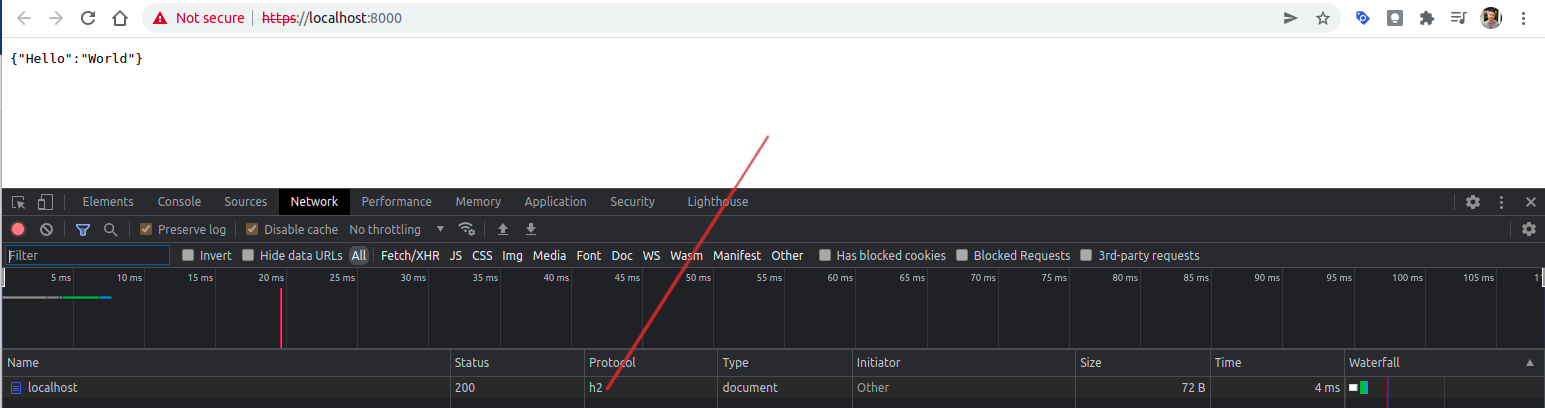 Not secure https://localhost:8000
{"Hello":"World"}
Elements Console Sources Network Performance Memory Application Security Lighthouse
Preserve log Disable cache No throttling
Filter Invert Hide data URLs All Fetch/XHR JS CSS Img Media Font Doc WS Wasm Manifest Other Has blocked cookies Blocked Requests 3rd-party requests
5 ms 10 ms 15 ms 20 ms 25 ms 30 ms 35 ms 40 ms 45 ms 50 ms 55 ms 60 ms 65 ms 70 ms 75 ms 80 ms 85 ms 90 ms 95 ms 100 ms 105 ms
Name Status Protocol Type Initiator Size Time Waterfall
localhost 200 h2 document Other 72 B 4 ms